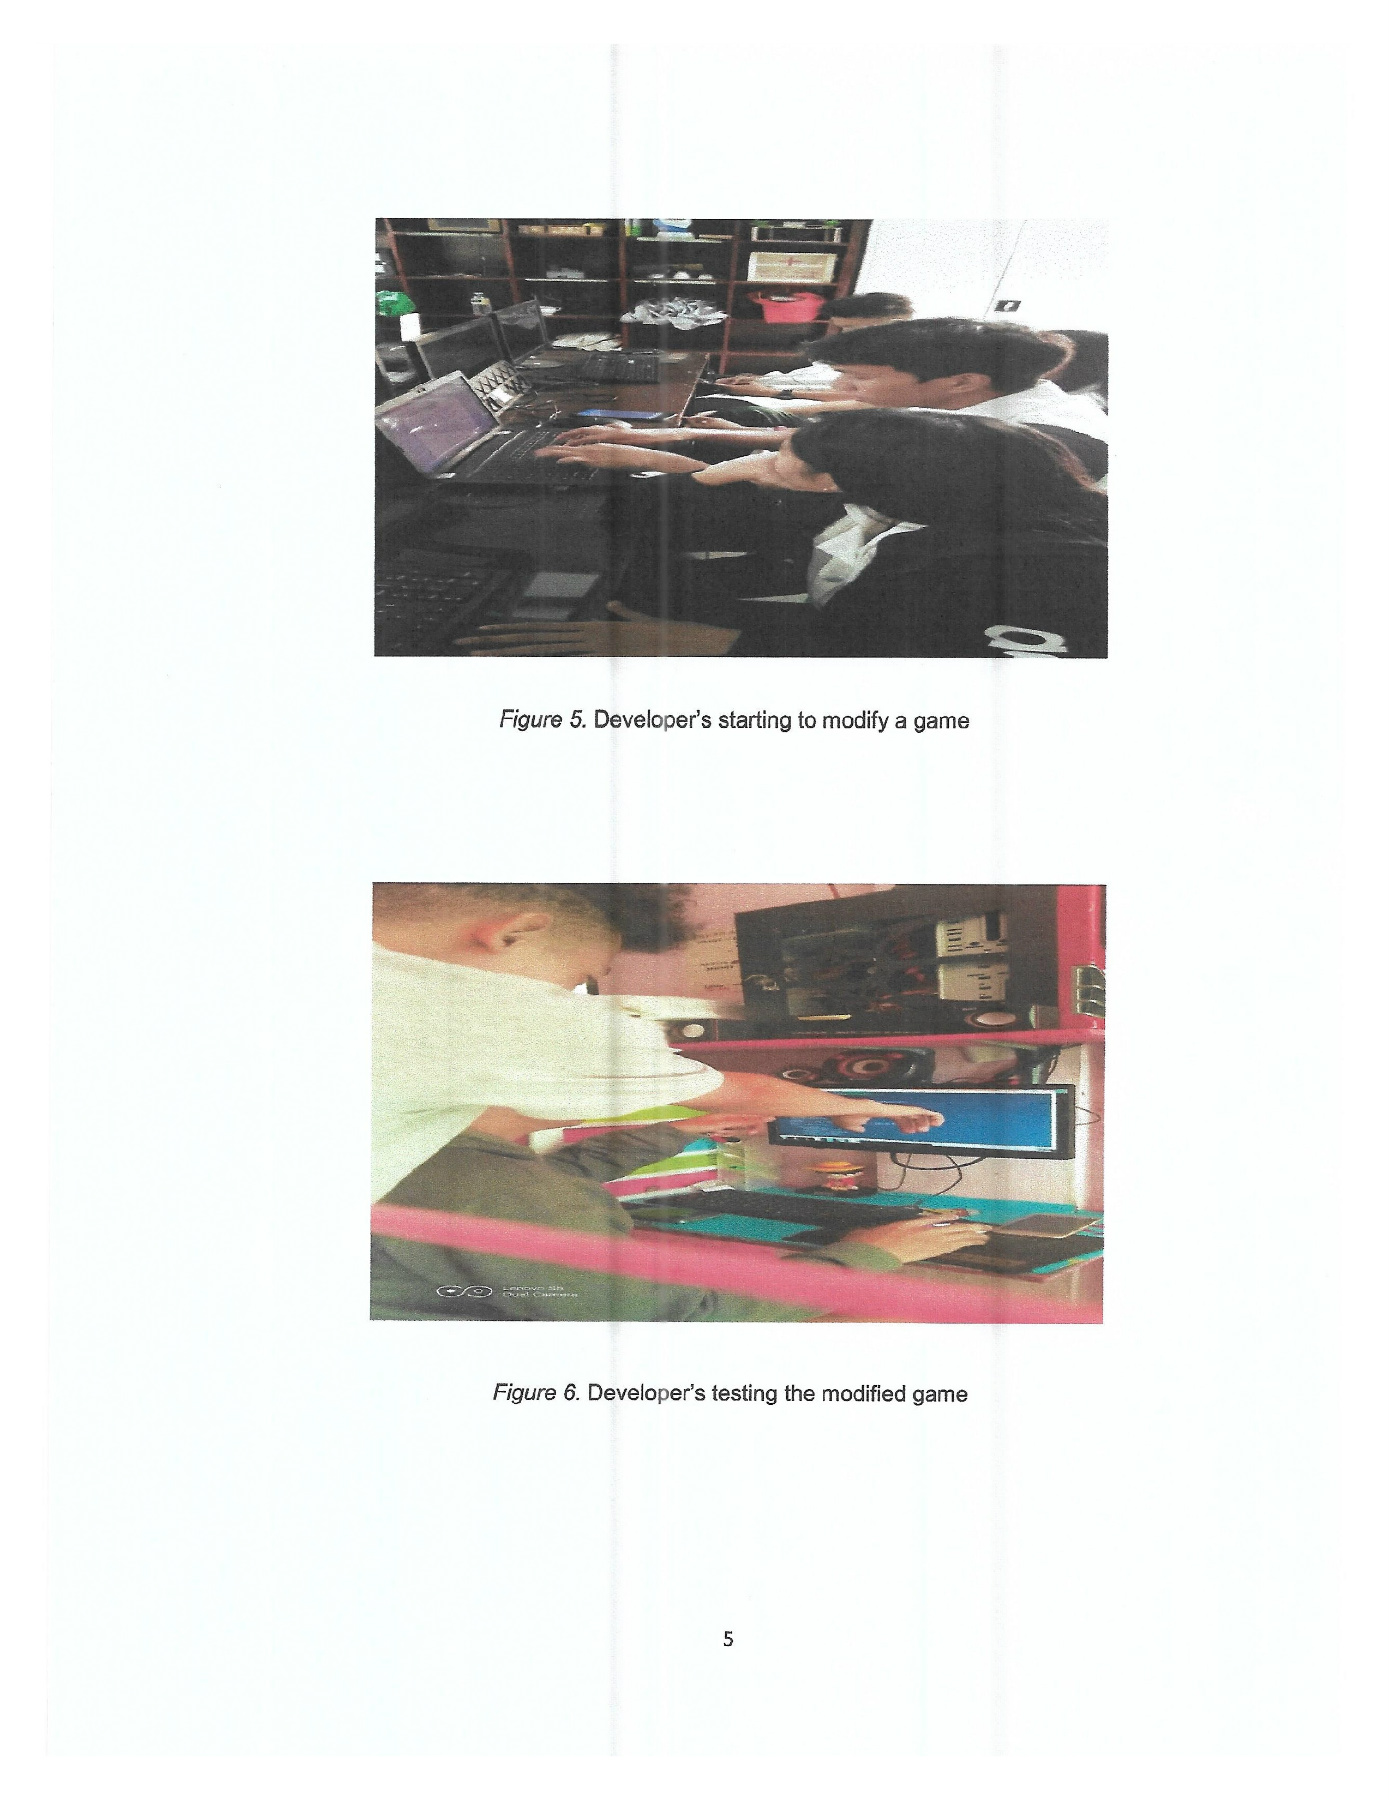 Lenovo S5
Dual Camera
Figure 5. Developer's starting to modify a game
Figure 6. Developer's testing the modified game
5